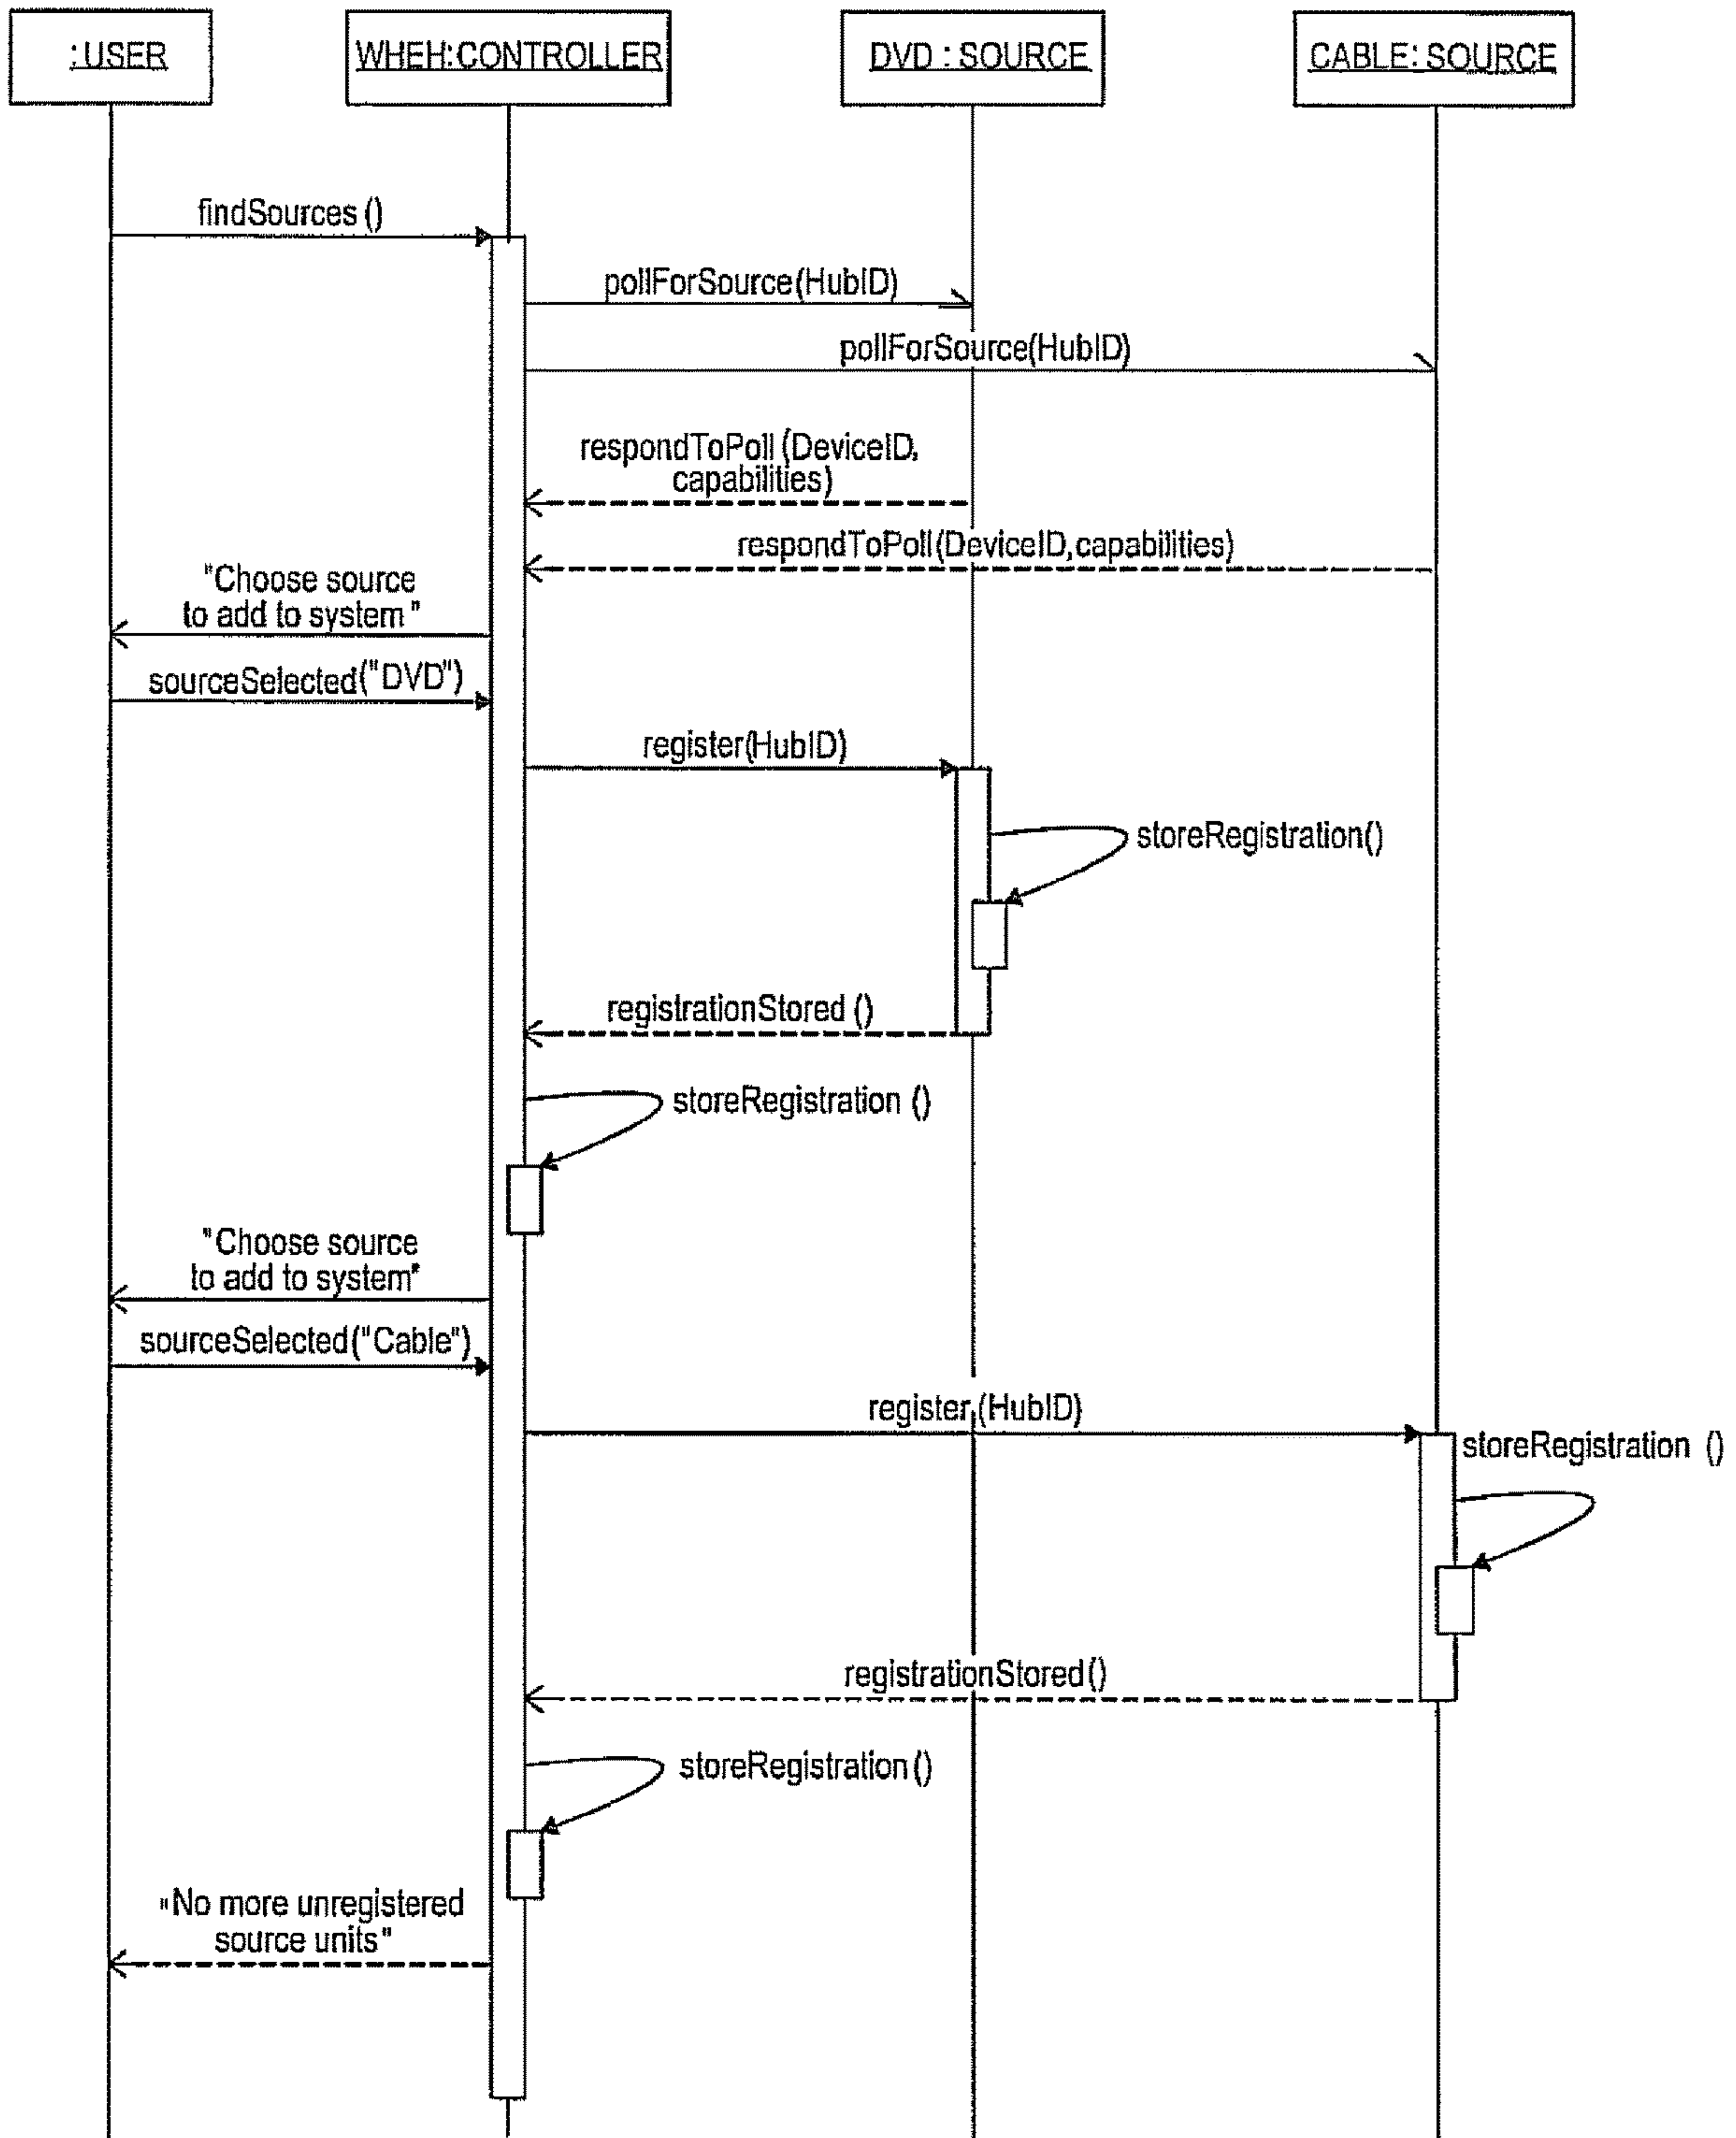 :USER
WHEH:CONTROLLER
DVD : SOURCE
CABLE: SOURCE
findSources ()
pollForSource (HubID)
pollForSource(HubID)
respondToPoll (DeviceID,
capabilities)
respondToPoll (DeviceID, capabilities)
"Choose source
to add to system"
sourceSelected ("DVD")
register(HubID)
storeRegistration()
registrationStored ()
storeRegistration ()
"Choose source
to add to system"
sourceSelected ("Cable")
register (HubID)
storeRegistration ()
registrationStored ()
storeRegistration ()
"No more unregistered
source units"